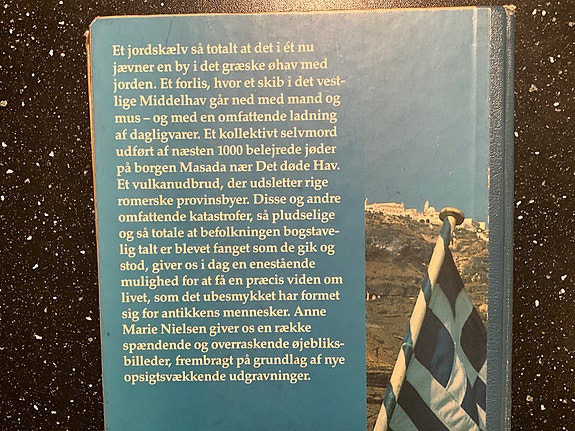 Et jordskælv så totalt at det i ét nu
jævner en by i det græske øhav med
jorden. Et forlis, hvor et skib i det vest-
lige Middelhav går ned med mand og
mus – og med en omfattende ladning
af dagligvarer. Et kollektivt selvmord
udført af næsten 1000 belejrede jøder
på borgen Masada nær Det døde Hav.
Et vulkanudbrud, der udsletter rige
romerske provinsbyer. Disse og andre
omfattende katastrofer, så pludselige
og så totale at befolkningen bogstave-
lig talt er blevet fanget som de gik og
stod, giver os i dag en enestående
mulighed for at få en præcis viden om
livet, som det ubesmykket har formet
sig for antikkens mennesker. Anne
Marie Nielsen giver os en række
spændende og overraskende øjebliks-
billeder, frembragt på grundlag af nye
opsigtsvækkende udgravninger.